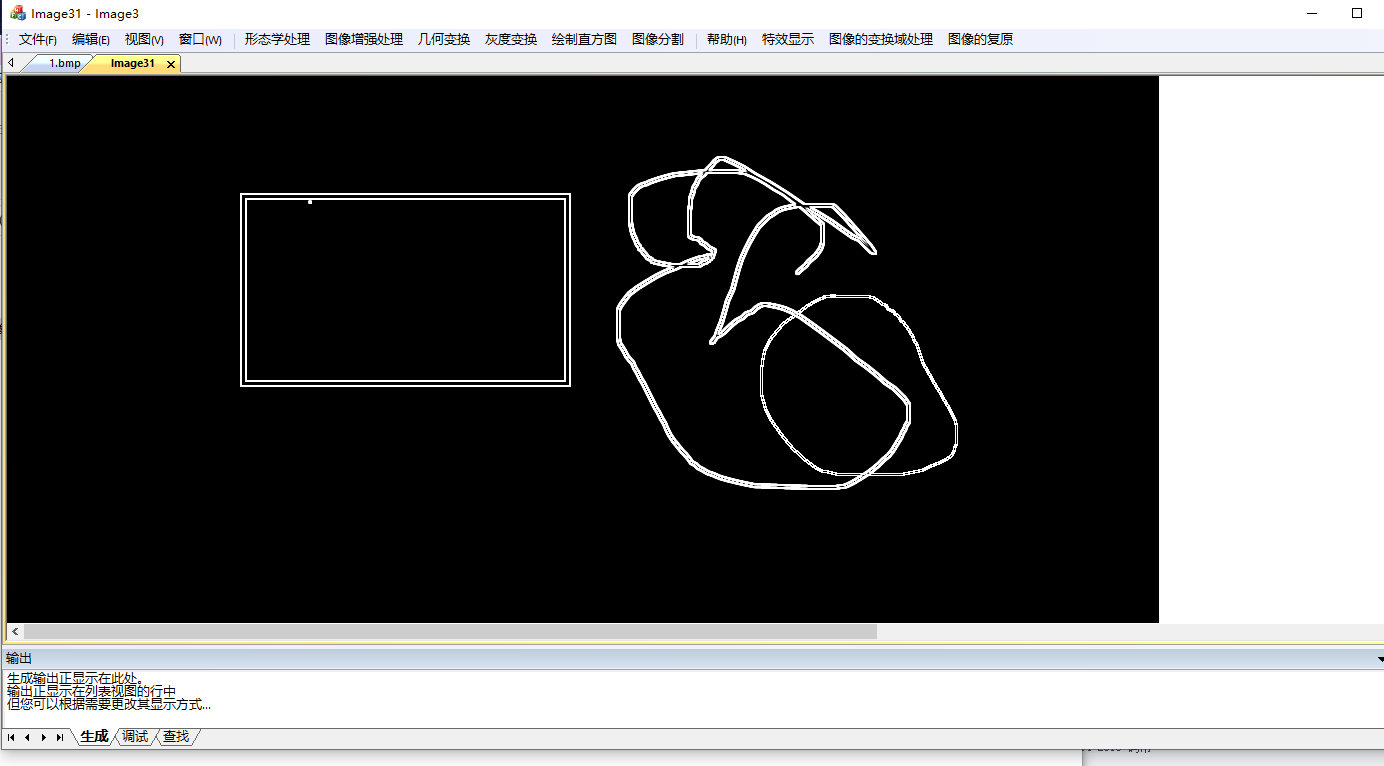 Image31 - Image3
文件(F) 编辑(E) 视图(V) 窗口(W) 形态学处理 图像增强处理 几何变换 灰度变换 绘制直方图 图像分割 帮助(H) 特效显示 图像的变换域处理 图像的复原
1.bmp Image31
输出
生成输出正显示在此处。
输出正显示在列表视图的行中
但您可以根据需要更改其显示方式...
生成 调试 查找